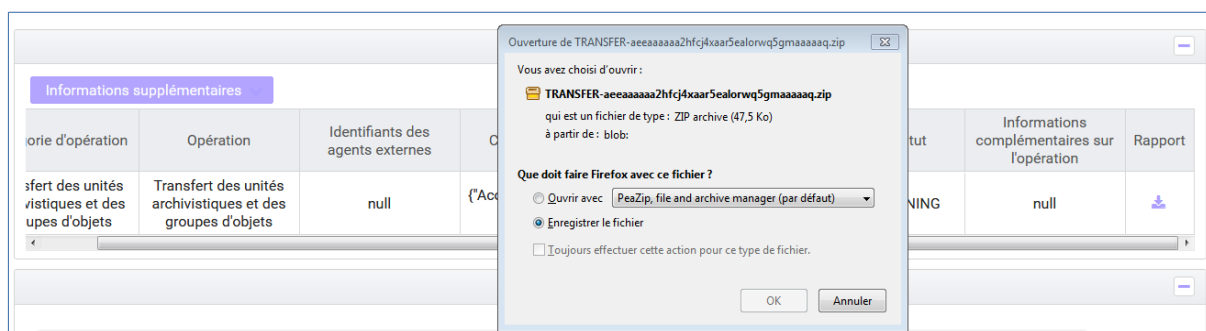 Ouverture de TRANSFER-aeeaaaaaa2hfcj4xaar5ealorwq5gmaaaaaq.zip
Vous avez choisi d'ouvrir :
TRANSFER-aeeaaaaaa2hfcj4xaar5ealorwq5gmaaaaaq.zip
qui est un fichier de type : ZIP archive (47,5 Ko)
à partir de : blob:
Que doit faire Firefox avec ce fichier ?
Ouvrir avec PeaZip, file and archive manager (par défaut)
Enregistrer le fichier
Toujours effectuer cette action pour ce type de fichier.
OK Annuler
Informations supplémentaires
orie d'opération
Opération
Identifiants des
agents externes
C
tut
Informations
complémentaires sur
l'opération
Rapport
sfert des unités
vistiques et des
upes d'objets
Transfert des unités
archivistiques et des
groupes d'objets
null
{"Acc
NING
null